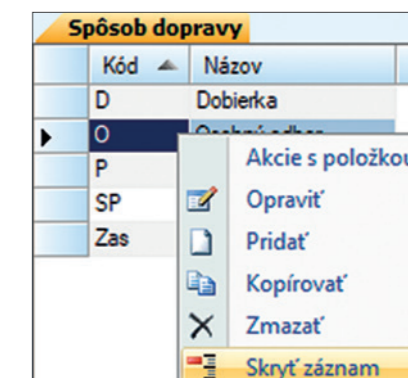 Spôsob dopravy
Kód Názov
D Dobierka
O
P
SP
Zas
Akcie s položkou
Opraviť
Pridať
Kopírovať
Zmazať
Skryť záznam